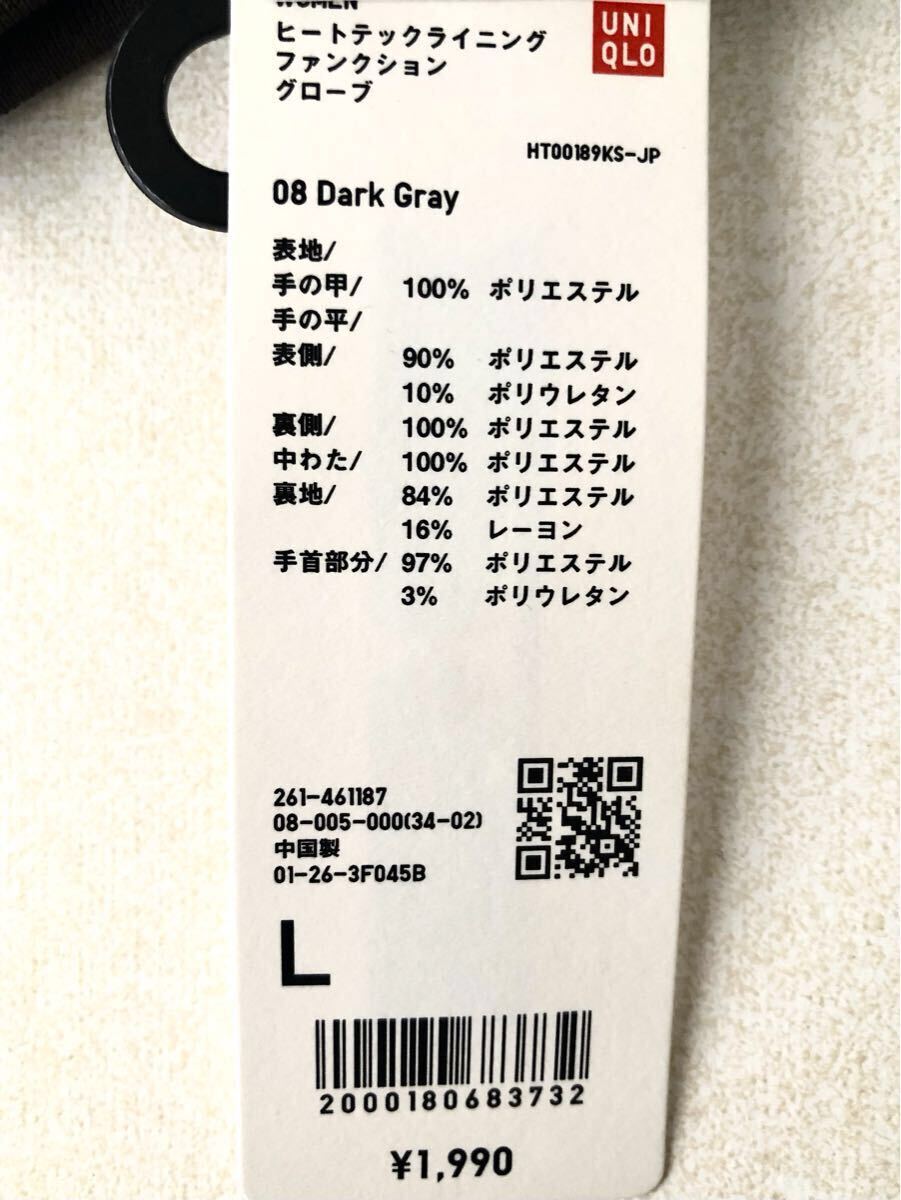 WOMEN
ヒートテックライニング
ファンクション
グローブ
UNI
QLO
HT00189KS-JP
08 Dark Gray
表地/
手の甲/ 100% ポリエステル
手の平/
表側/ 90% ポリエステル
10% ポリウレタン
裏側/ 100% ポリエステル
中わた/ 100% ポリエステル
裏地/ 84% ポリエステル
16% レーヨン
手首部分/ 97% ポリエステル
3% ポリウレタン
261-461187
08-005-000(34-02)
中国製
01-26-3F045B
L
2000180683732
¥1,990